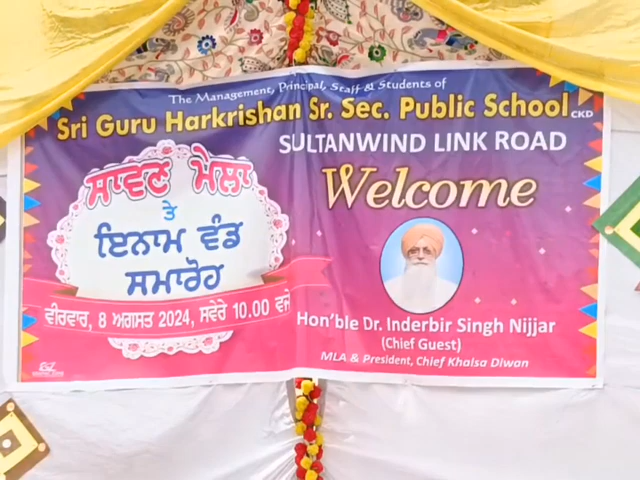 The Management, Principal, Staff & Students of
Sri Guru Harkrishan Sr. Sec. Public School CKD
SULTANWIND LINK ROAD
ਸਾਵਣ ਮੇਲਾ
ਤੇ
ਇਨਾਮ ਵੰਡ
ਸਮਾਰੋਹ
ਵੀਰਵਾਰ, 8 ਅਗਸਤ 2024, ਸਵੇਰੇ 10.00 ਵਜੇ
Welcome
Hon'ble Dr. Inderbir Singh Nijjar
(Chief Guest)
MLA & President, Chief Khalsa Diwan